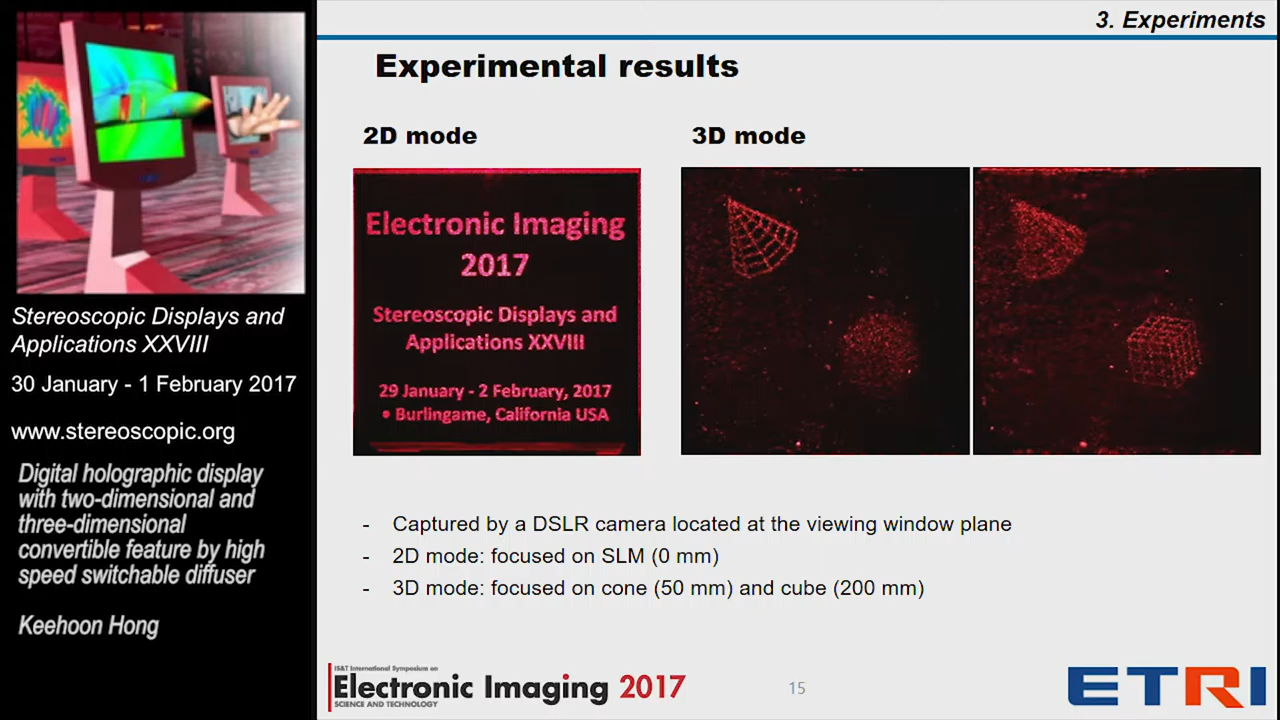 Stereoscopic Displays and
Applications XXVIII
30 January - 1 February 2017
www.stereoscopic.org
Digital holographic display
with two-dimensional and
three-dimensional
convertible feature by high
speed switchable diffuser
Keehoon Hong
3. Experiments
Experimental results
2D mode
3D mode
Electronic Imaging
2017
Stereoscopic Displays and
Applications XXVIII
29 January - 2 February, 2017
• Burlingame, California USA
- Captured by a DSLR camera located at the viewing window plane
- 2D mode: focused on SLM (0 mm)
- 3D mode: focused on cone (50 mm) and cube (200 mm)
IS&T International Symposium on
Electronic Imaging 2017
SCIENCE AND TECHNOLOGY
15
ETRI